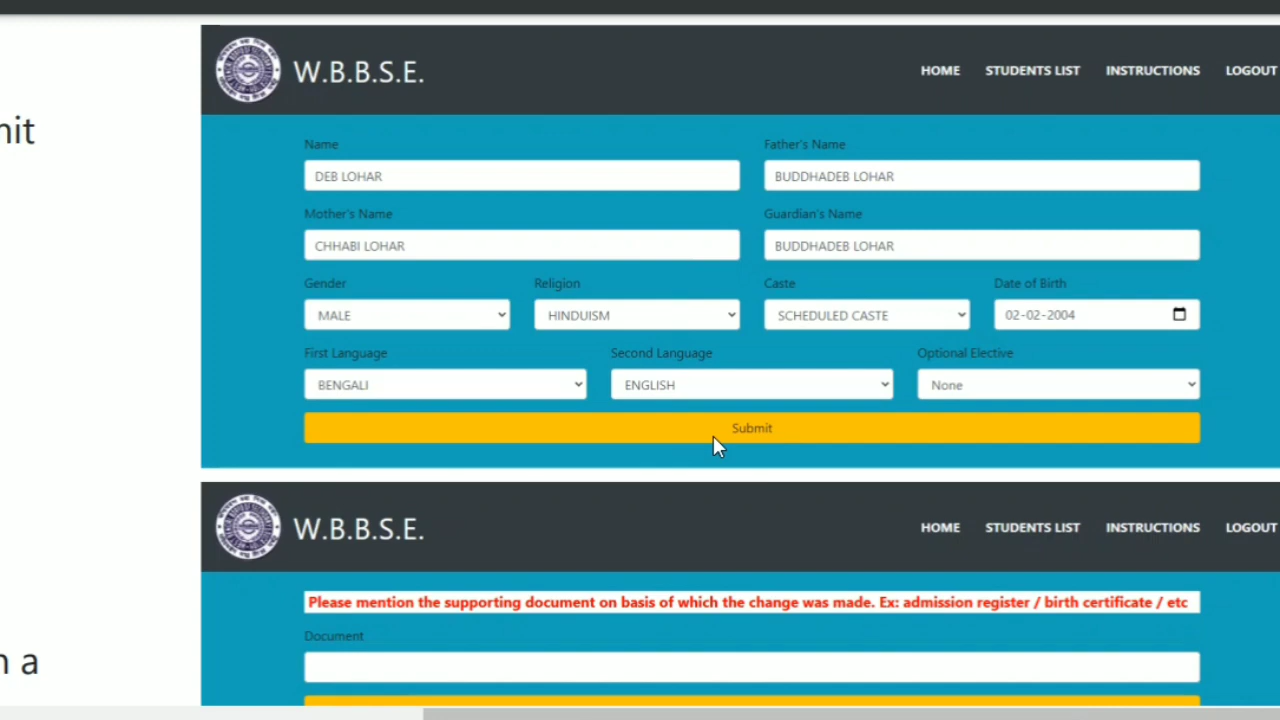 mit
W.B.B.S.E.
HOME STUDENTS LIST INSTRUCTIONS LOGOUT
Name Father's Name
DEB LOHAR BUDDHADEB LOHAR
Mother's Name Guardian's Name
CHHABI LOHAR BUDDHADEB LOHAR
Gender Religion Caste Date of Birth
MALE HINDUISM SCHEDULED CASTE 02-02-2004
First Language Second Language Optional Elective
BENGALI ENGLISH None
Submit
W.B.B.S.E.
HOME STUDENTS LIST INSTRUCTIONS LOGOUT
Please mention the supporting document on basis of which the change was made. Ex: admission register / birth certificate / etc
Document
n a